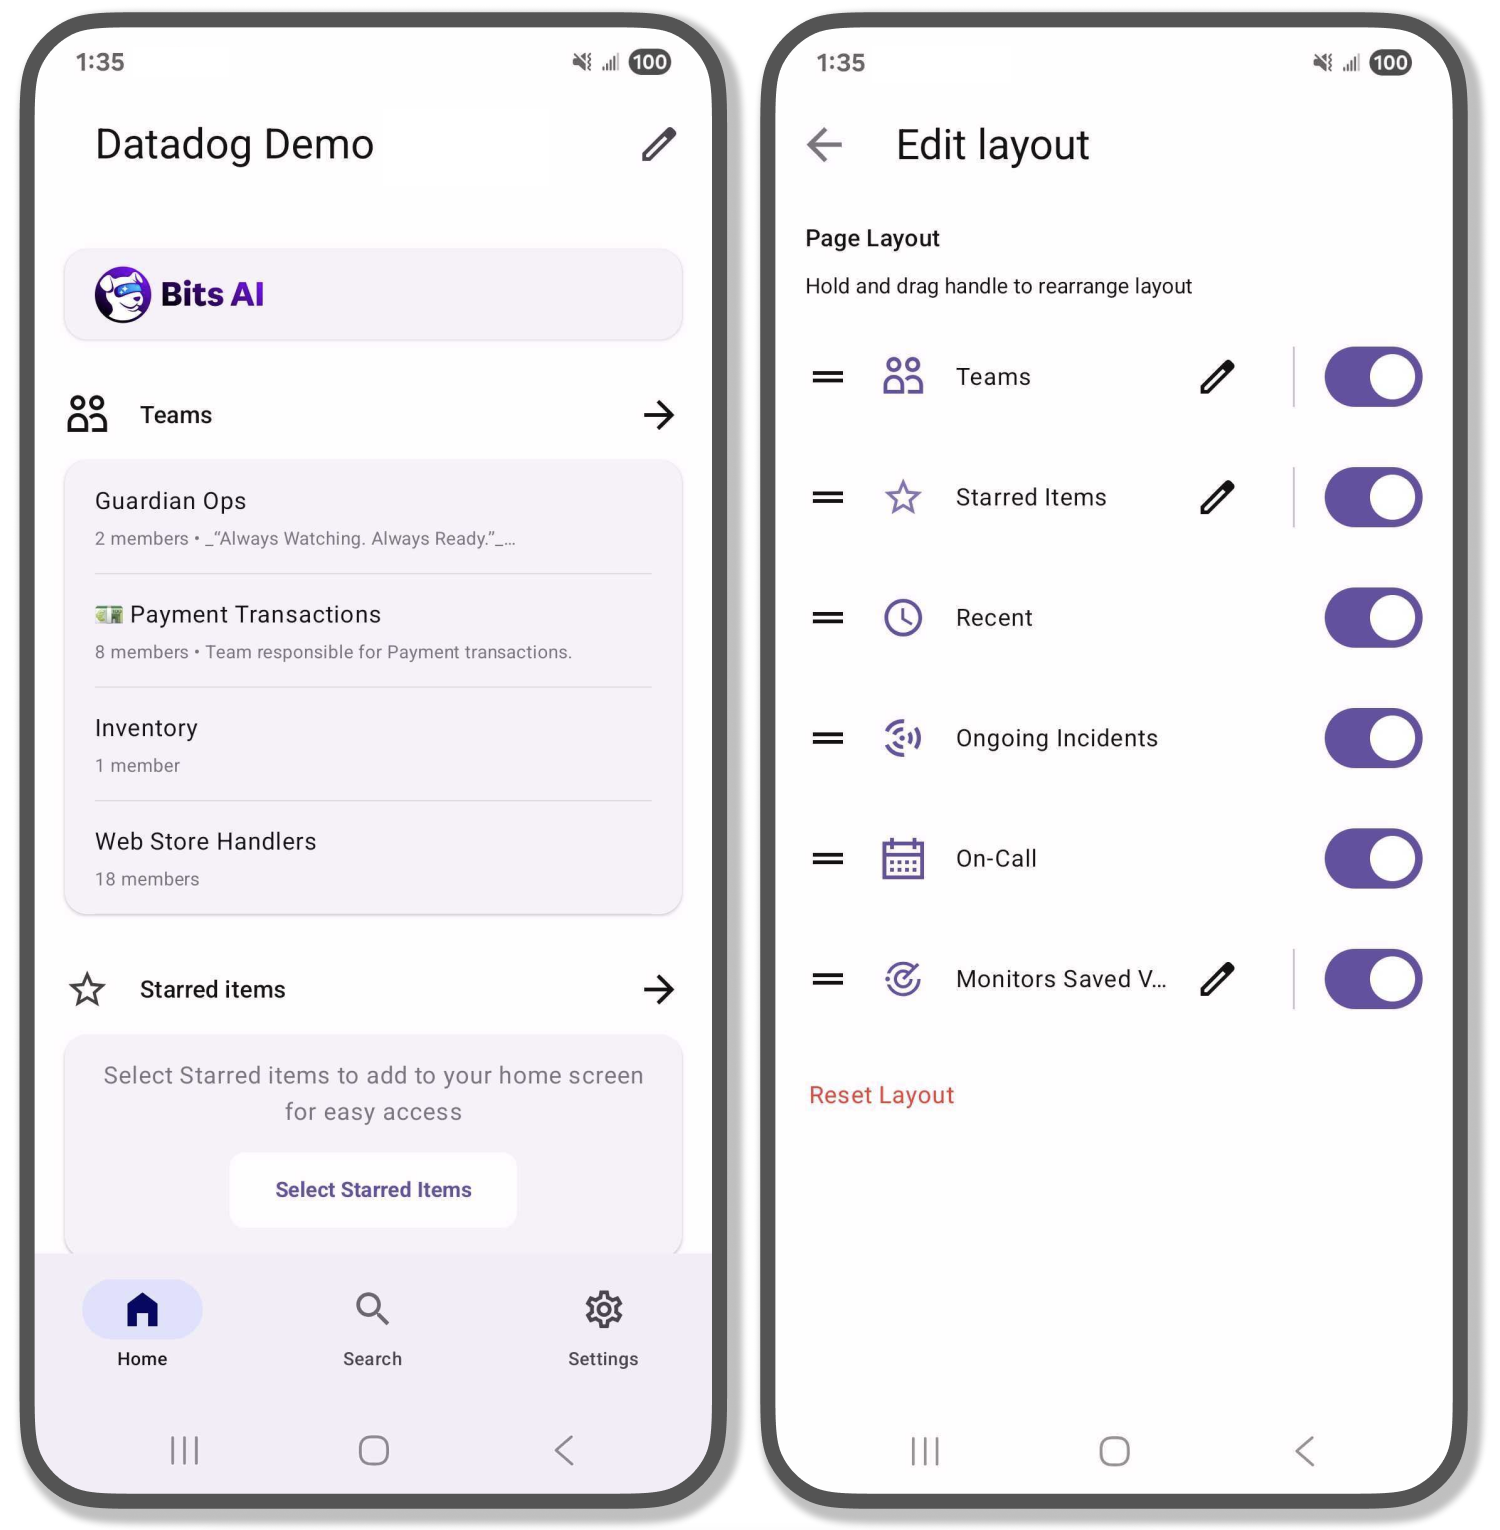 1:35
100
Datadog Demo
Bits AI
Teams
Guardian Ops
2 members • _“Always Watching. Always Ready.”_...
Payment Transactions
8 members • Team responsible for Payment transactions.
Inventory
1 member
Web Store Handlers
18 members
Starred items
Select Starred items to add to your home screen
for easy access
Select Starred Items
Home
Search
Settings
1:35
100
Edit layout
Page Layout
Hold and drag handle to rearrange layout
Teams
Starred Items
Recent
Ongoing Incidents
On-Call
Monitors Saved V...
Reset Layout